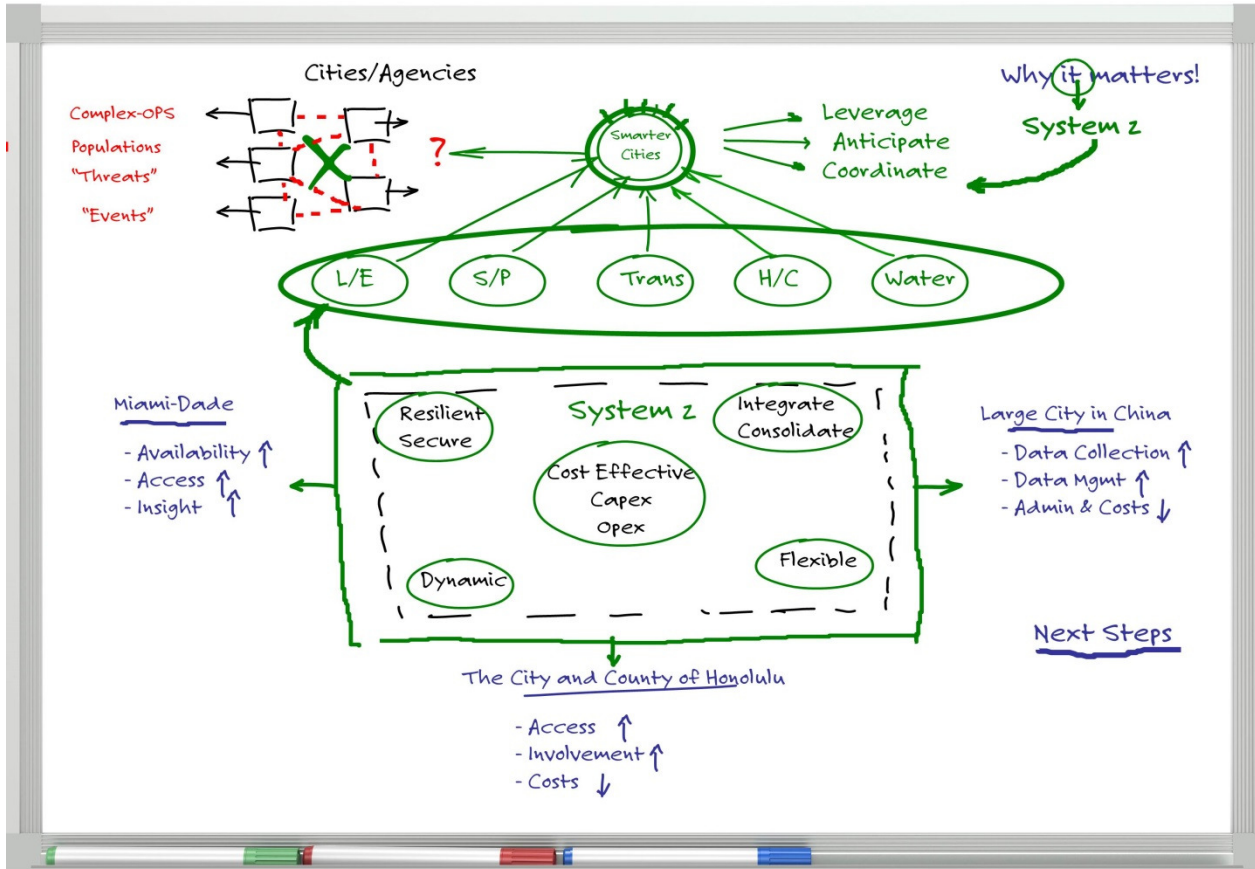 Cities/Agencies
Complex-OPS
Populations
"Threats"
"Events"
?
Smarter
Cities
Leverage
Anticipate
Coordinate
Why it matters!
System z
L/E
S/P
Trans
H/C
Water
Miami-Dade
- Availability ↑
- Access ↑
- Insight ↑
Resilient
Secure
System z
Integrate
Consolidate
Cost Effective
Capex
Opex
Dynamic
Flexible
Large City in China
- Data Collection ↑
- Data Mgmt ↑
- Admin & Costs ↓
Next Steps
The City and County of Honolulu
- Access ↑
- Involvement ↑
- Costs ↓